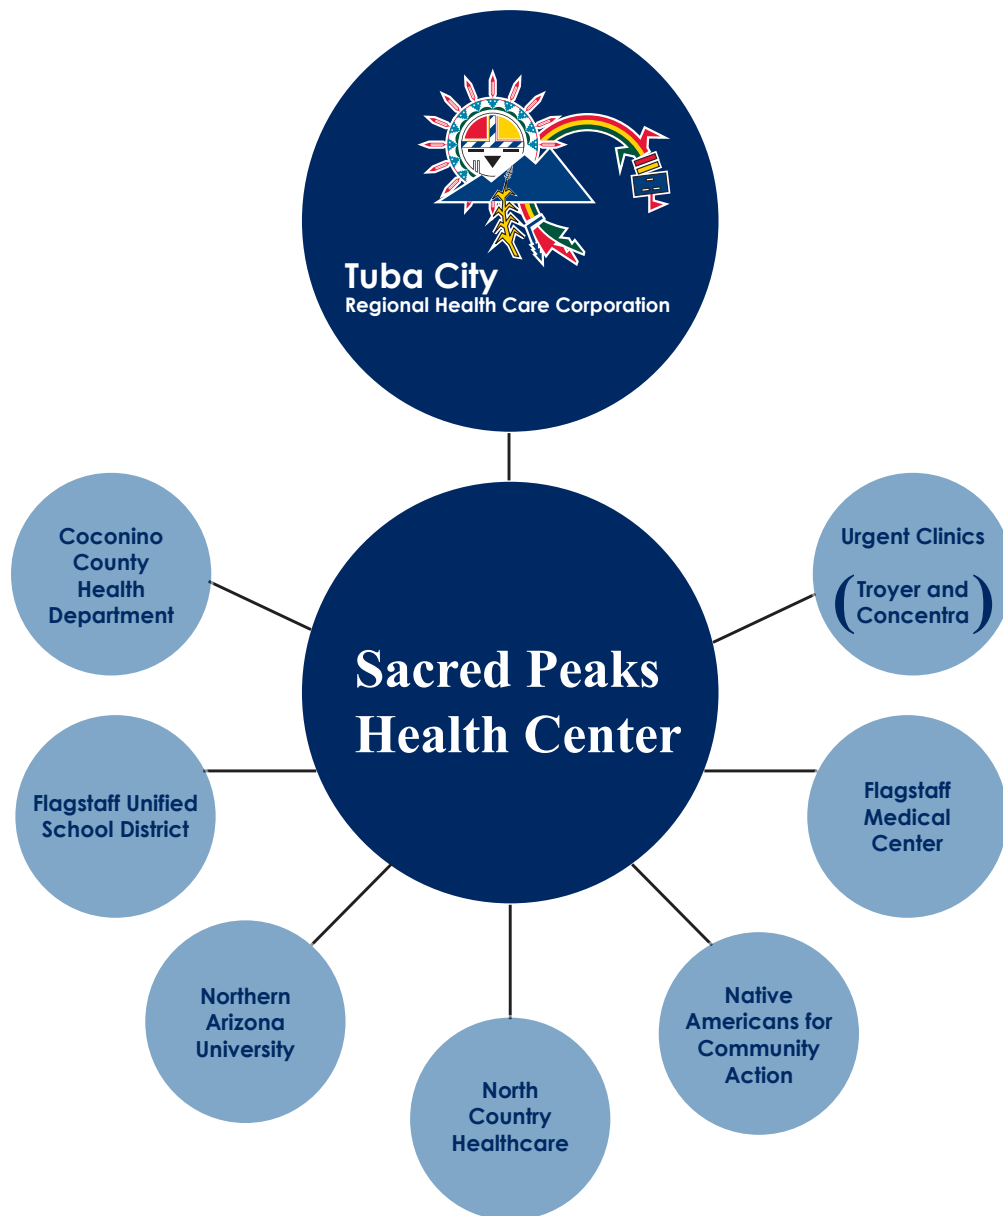 Tuba City
Regional Health Care Corporation
Coconino
County
Health
Department
Urgent Clinics
(Troyer and
Concentra)
Sacred Peaks
Health Center
Flagstaff Unified
School District
Flagstaff
Medical
Center
Northern
Arizona
University
Native
Americans for
Community
Action
North
Country
Healthcare